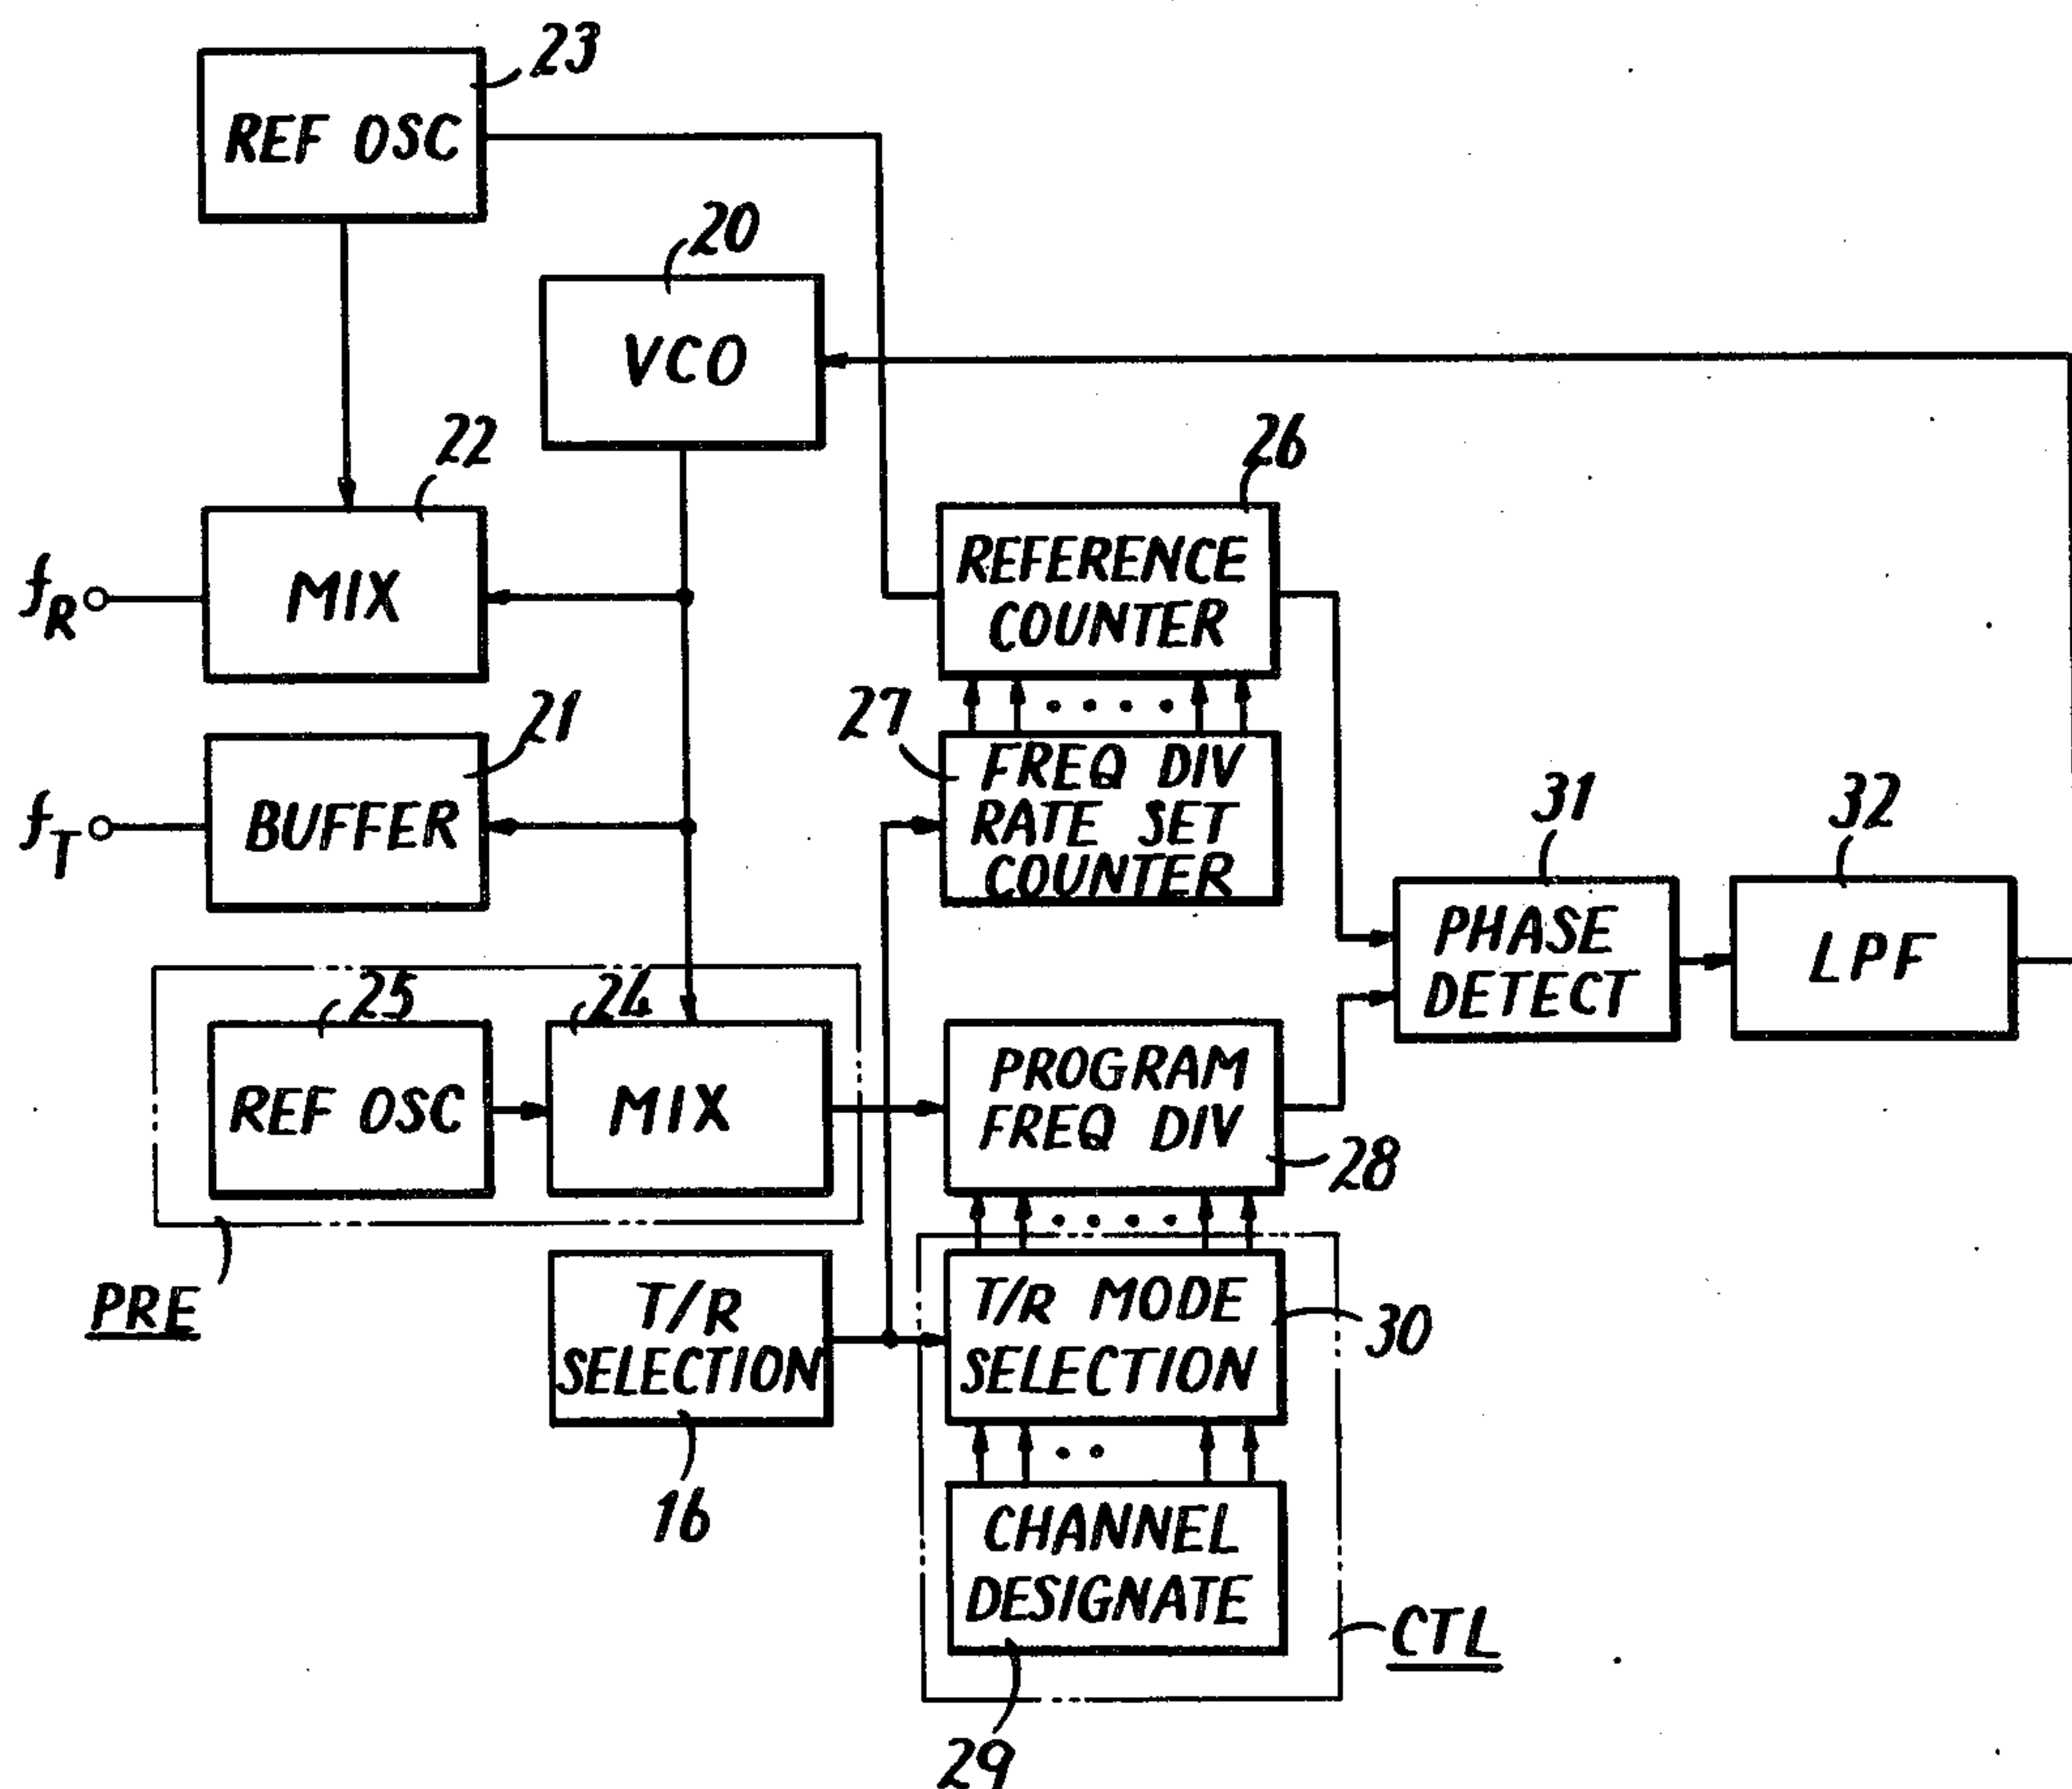 23
REF OSC
20
VCO
22
26
MIX
fR
REFERENCE
COUNTER
21
27
BUFFER
fT
FREQ DIV
RATE SET
COUNTER
31
32
PHASE
DETECT
LPF
25
24
REF OSC
MIX
PROGRAM
FREQ DIV
28
PRE
T/R
SELECTION
16
T/R MODE
SELECTION
30
CHANNEL
DESIGNATE
CTL
29